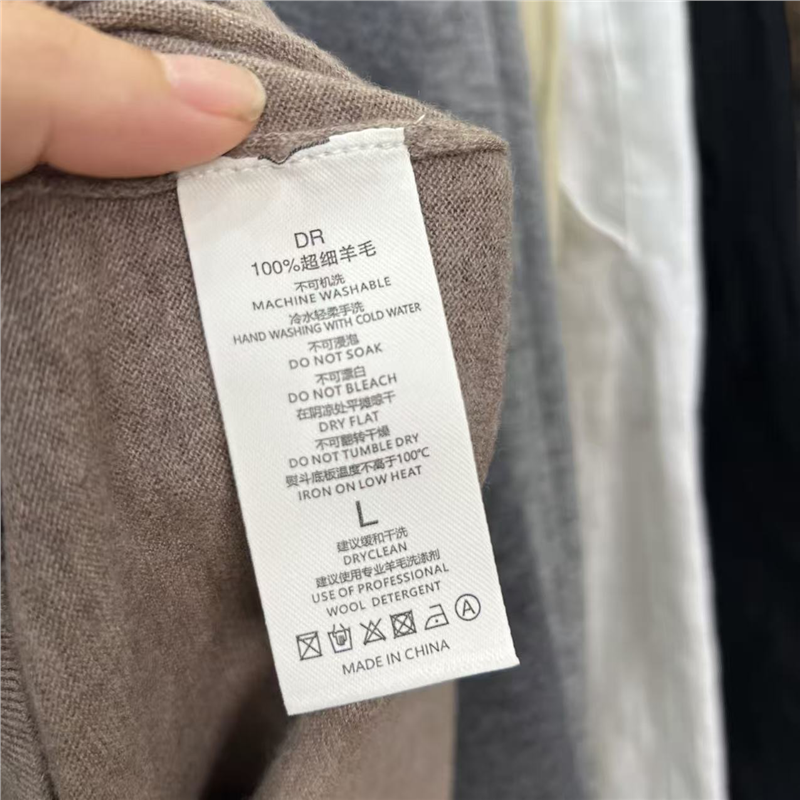 DR
100%超细羊毛
不可机洗
MACHINE WASHABLE
冷水轻柔手洗
HAND WASHING WITH COLD WATER
不可浸泡
DO NOT SOAK
不可漂白
DO NOT BLEACH
在阴凉处平摊晾干
DRY FLAT
不可翻转干燥
DO NOT TUMBLE DRY
熨斗底板温度不高于100℃
IRON ON LOW HEAT
L
建议缓和干洗
DRYCLEAN
建议使用专业羊毛洗涤剂
USE OF PROFESSIONAL
WOOL DETERGENT
A
MADE IN CHINA